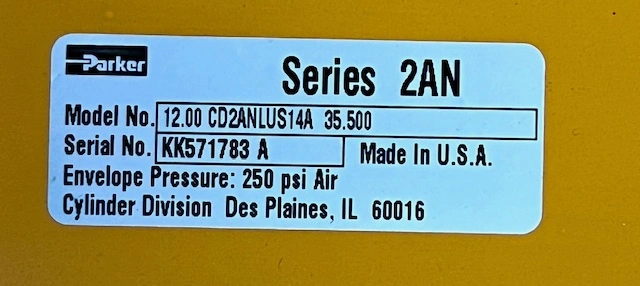 Parker
Series 2AN
Model No. 12.00 CD2ANLUS14A 35.500
Serial No. KK571783 A Made In U.S.A.
Envelope Pressure: 250 psi Air
Cylinder Division Des Plaines, IL 60016